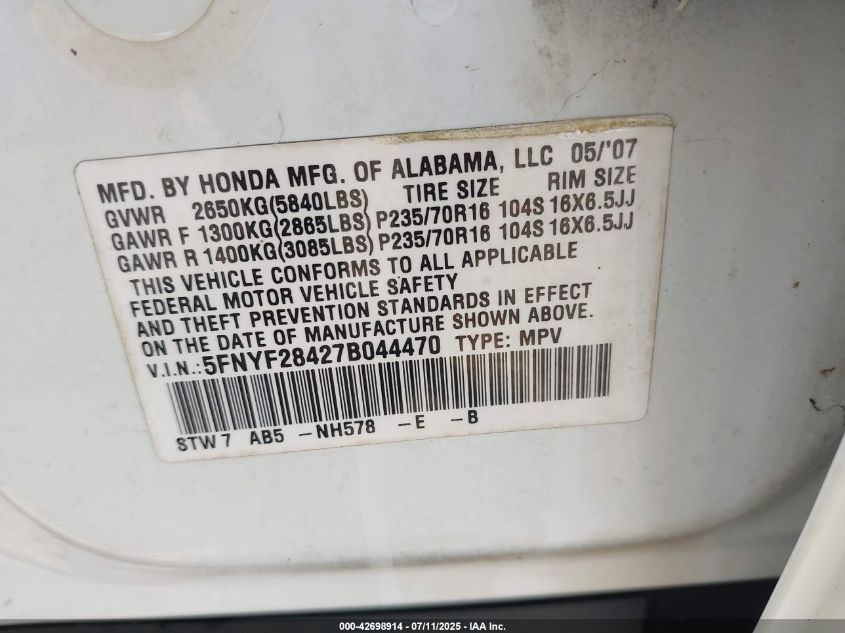 MFD. BY HONDA MFG. OF ALABAMA, LLC 05/'07
GVWR 2650KG(5840LBS) TIRE SIZE RIM SIZE
GAWR F 1300KG(2865LBS) P235/70R16 104S 16X6.5JJ
GAWR R 1400KG(3085LBS) P235/70R16 104S 16X6.5JJ
THIS VEHICLE CONFORMS TO ALL APPLICABLE
FEDERAL MOTOR VEHICLE SAFETY
AND THEFT PREVENTION STANDARDS IN EFFECT
ON THE DATE OF MANUFACTURE SHOWN ABOVE.
V.I.N.:5FNYF28427B044470 TYPE: MPV
STW7 AB5 -NH578 -E -B
000-42698914 - 07/11/2025 - IAA Inc.